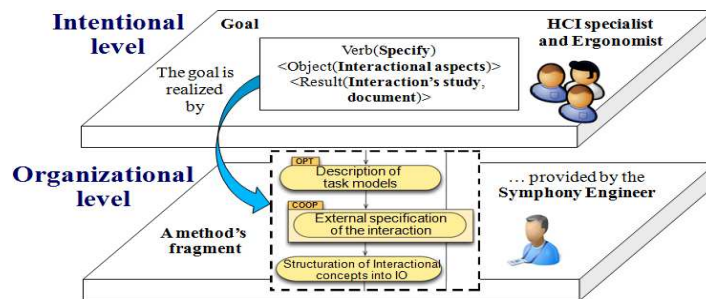 Intentional
level
Goal
Verb(Specify)
<Object(Interactional aspects)>
<Result(Interaction's study,
document)>
HCI specialist
and Ergonomist
The goal is
realized
by
Organizational
level
A method's
fragment
OPT
Description of
task models
COOP
External specification
of the interaction
Structuration of Interactional
concepts into IO
… provided by the
Symphony Engineer